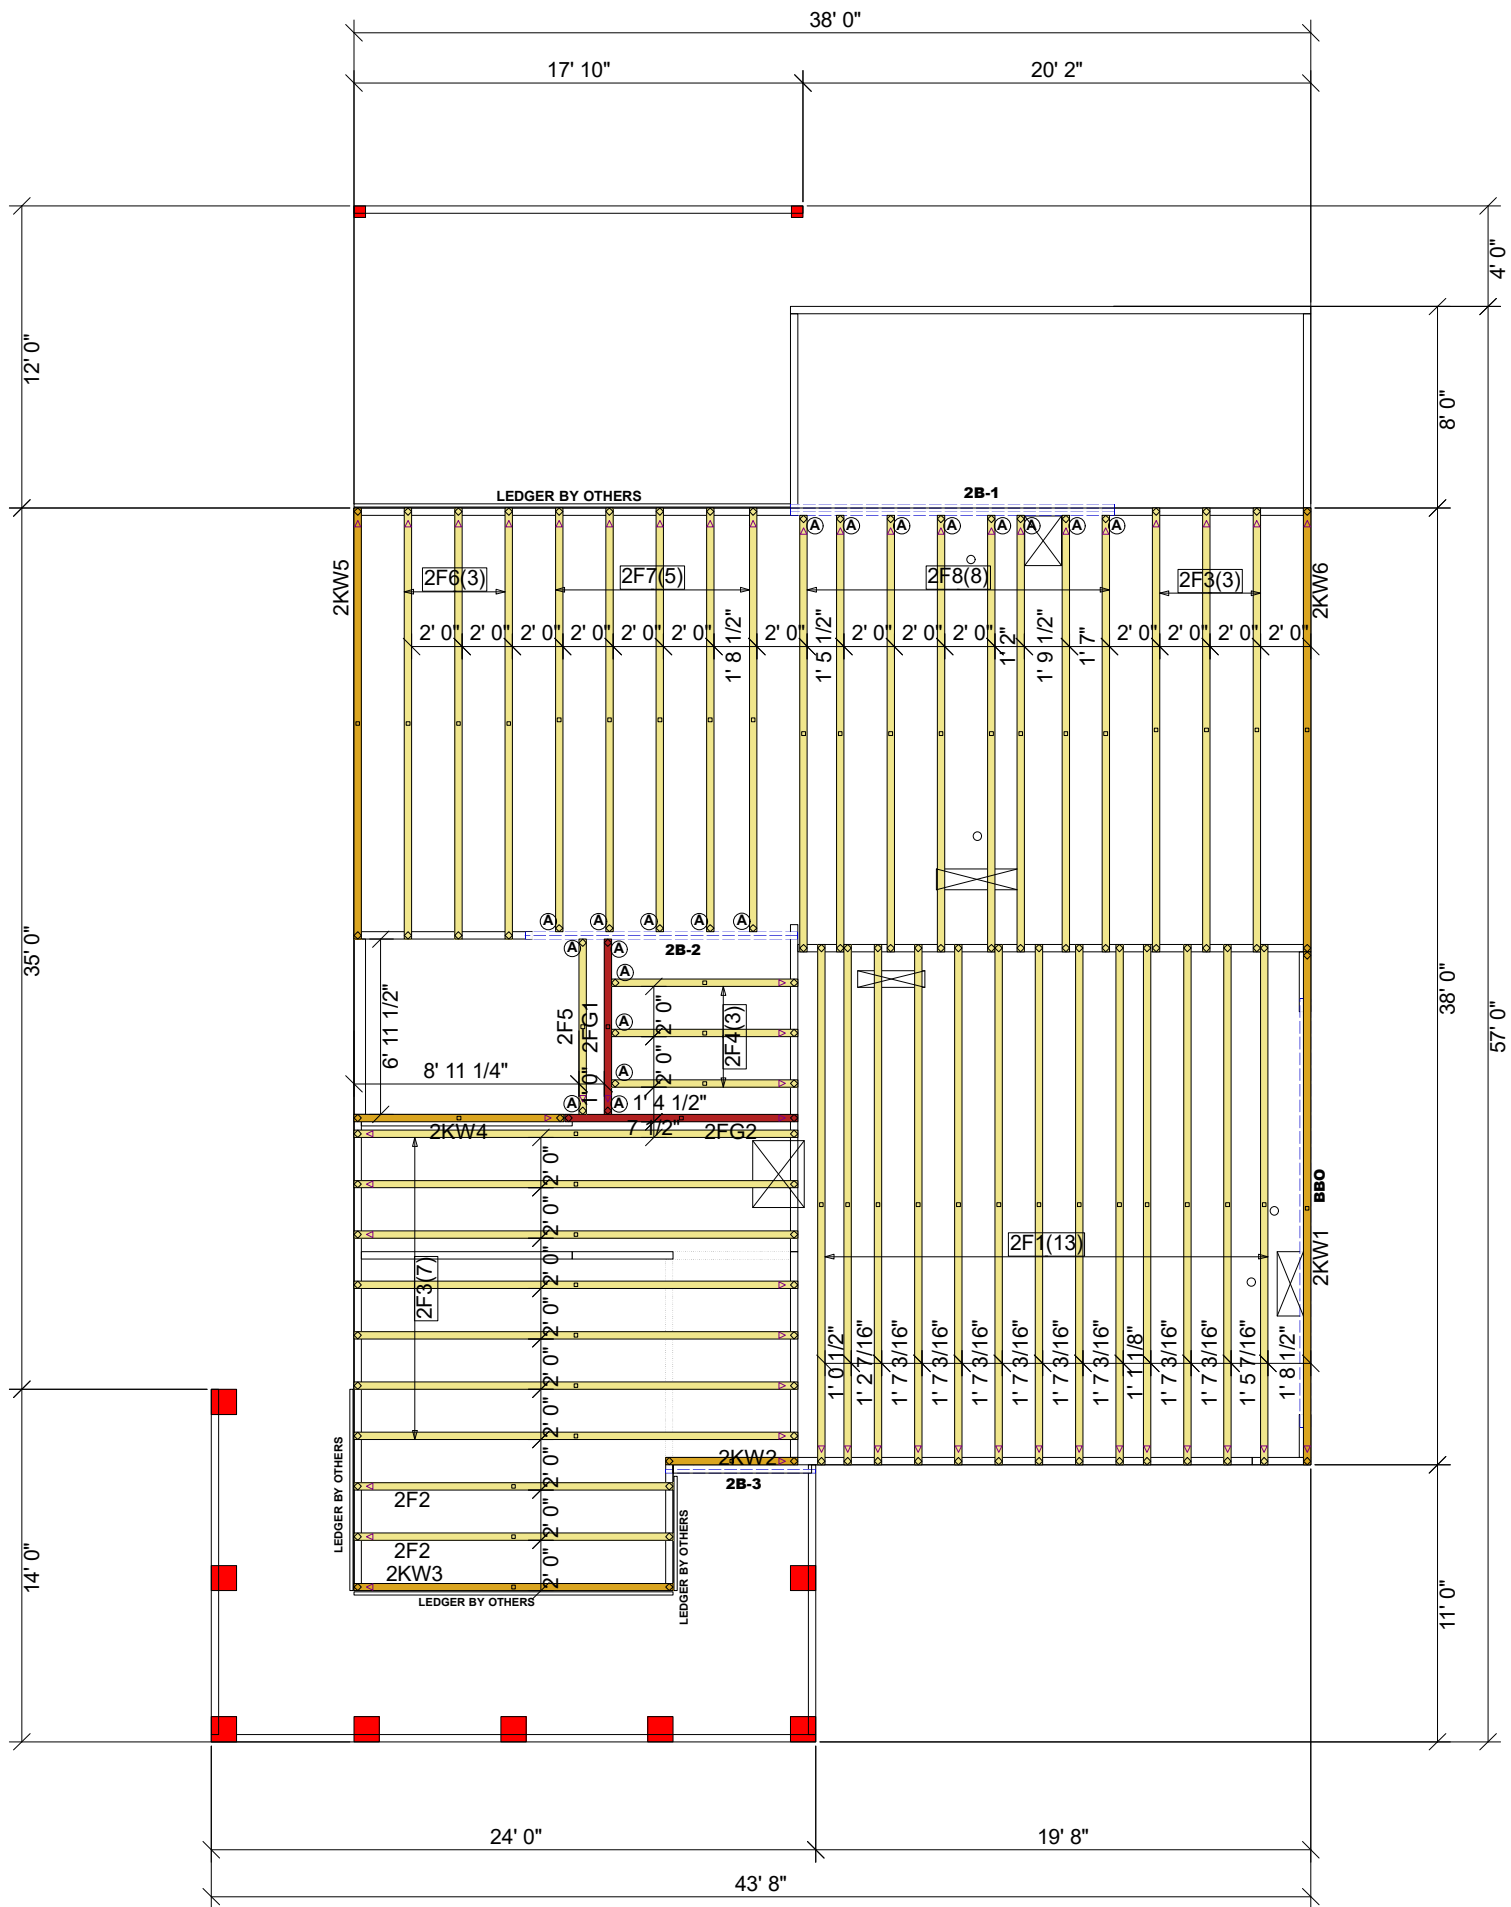 38' 0"
17' 10"
20' 2"
4' 0"
12' 0"
8' 0"
LEDGER BY OTHERS
2B-1
A A A A A A A A
2KW5
2F6(3)
2F7(5)
2F8(8)
2F3(3)
2KW6
2' 0" 2' 0" 2' 0" 2' 0" 2' 0" 2' 0" 1' 8 1/2" 2' 0" 1' 5 1/2" 2' 0" 2' 0" 2' 0" 1' 2" 1' 9 1/2" 1' 7" 2' 0" 2' 0" 2' 0" 2' 0"
A A A A A
2B-2
A A
A
35' 0"
38' 0"
57' 0"
6' 11 1/2"
2F5
2FG1
A
2' 0"
2F4(3)
2' 0"
A
8' 11 1/4"
1' 0"
A A
1' 4 1/2"
2KW4
7 1/2"
2FG2
2' 0"
2' 0"
2' 0"
2' 0"
2' 0"
2' 0"
2' 0"
2' 0"
2' 0"
2F3(7)
2F1(13)
BBO
2KW1
1' 0 1/2" 1' 2 7/16" 1' 7 3/16" 1' 7 3/16" 1' 7 3/16" 1' 7 3/16" 1' 7 3/16" 1' 7 3/16" 1' 1 1/8" 1' 7 3/16" 1' 7 3/16" 1' 5 7/16" 1' 8 1/2"
2KW2
2B-3
LEDGER BY OTHERS
2F2
2F2
2KW3
LEDGER BY OTHERS
LEDGER BY OTHERS
14' 0"
11' 0"
24' 0"
19' 8"
43' 8"